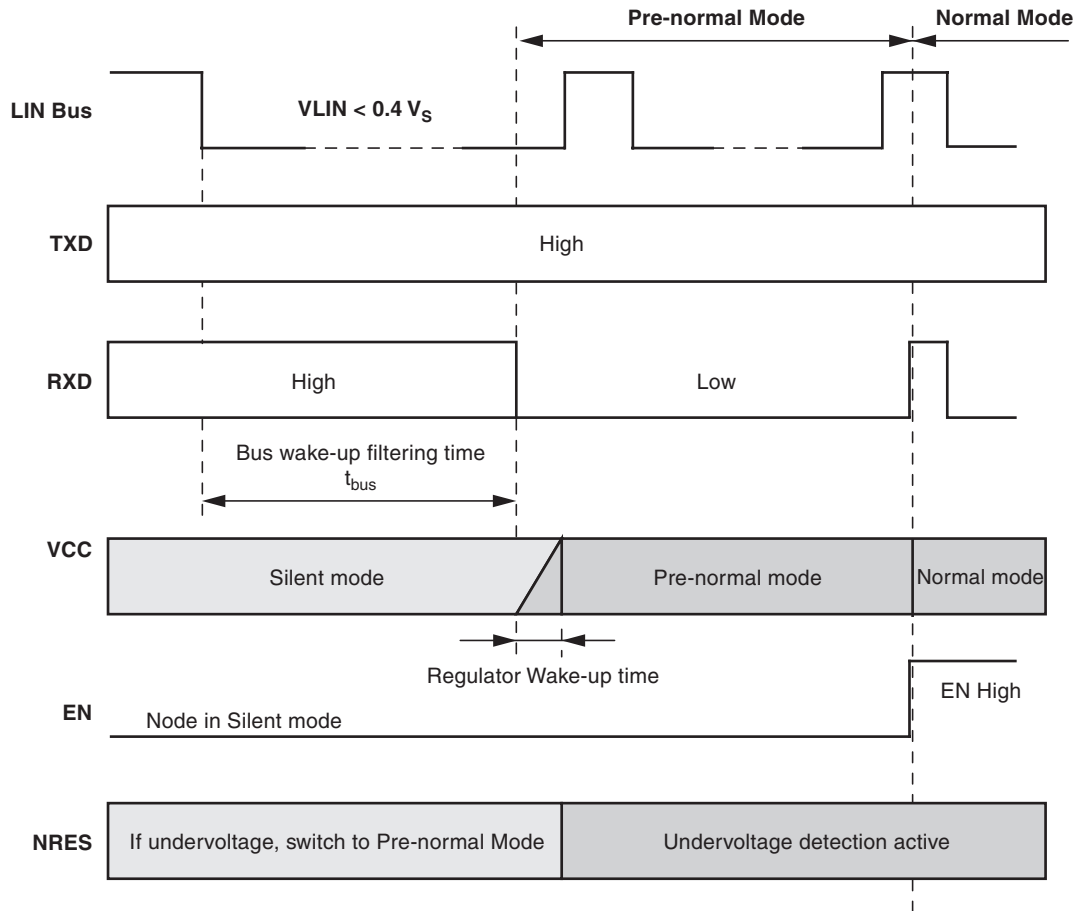 Pre-normal Mode
Normal Mode
LIN Bus
VLIN < 0.4 V_S
TXD
High
RXD
High
Low
Bus wake-up filtering time
t_bus
VCC
Silent mode
Pre-normal mode
Normal mode
Regulator Wake-up time
EN
Node in Silent mode
EN High
NRES
If undervoltage, switch to Pre-normal Mode
Undervoltage detection active